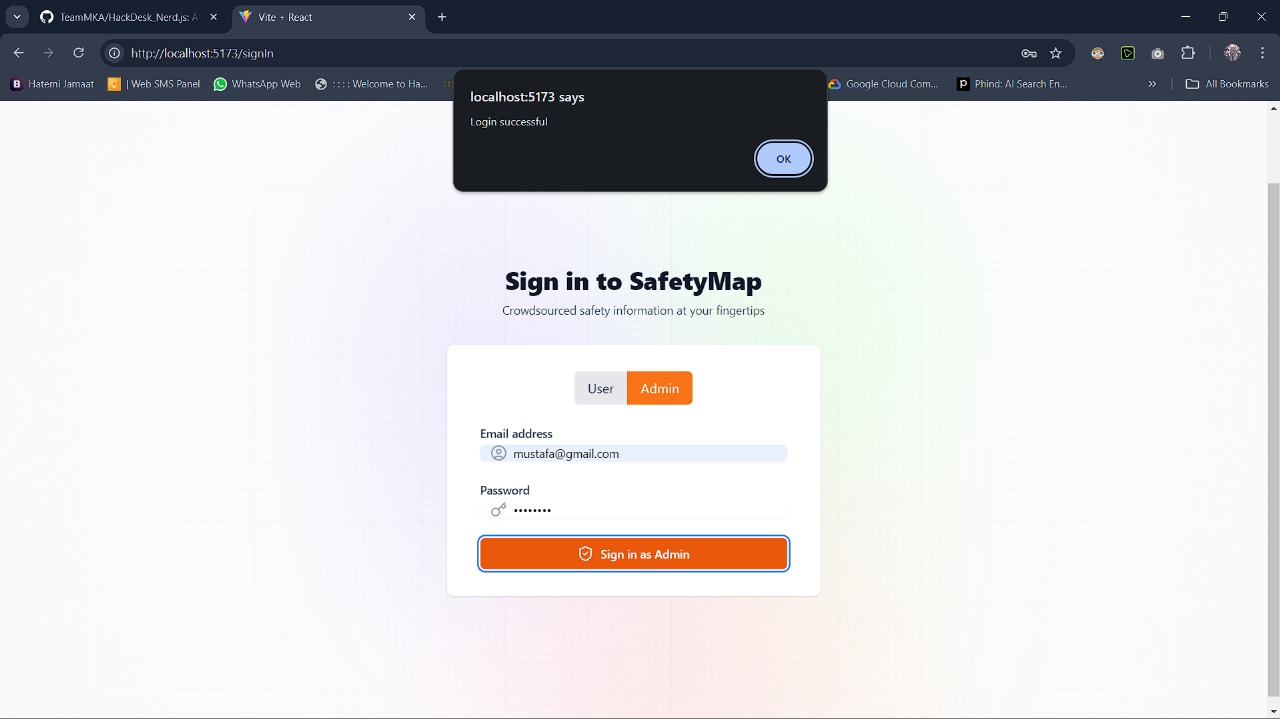 TeamMKA/HackDesk_Nerd.js: A
Vite + React
http://localhost:5173/signIn
Hatemi Jamaat
| Web SMS Panel
WhatsApp Web
: : : : Welcome to Ha...
Google Cloud Com...
Phind: AI Search En...
All Bookmarks
localhost:5173 says
Login successful
OK
Sign in to SafetyMap
Crowdsourced safety information at your fingertips
User
Admin
Email address
mustafa@gmail.com
Password
••••••••
Sign in as Admin